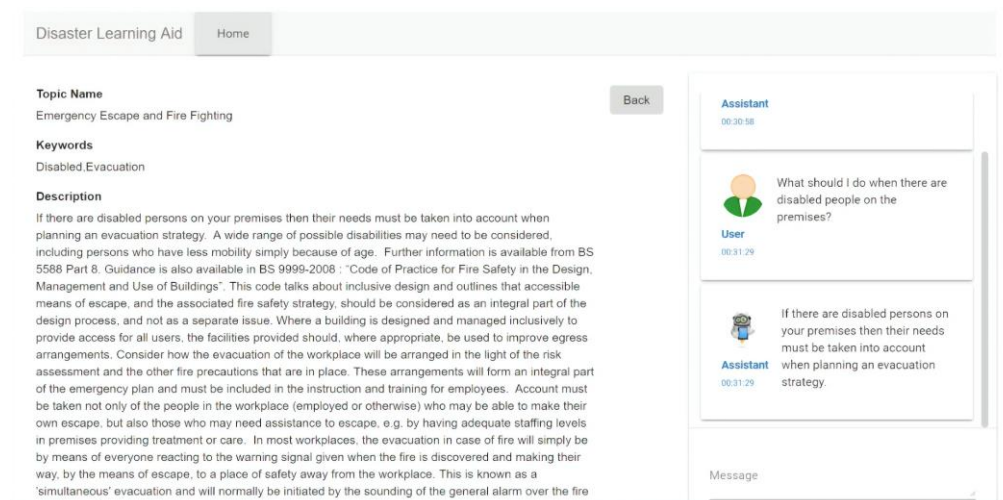 Disaster Learning Aid
Home
Topic Name
Back
Emergency Escape and Fire Fighting
Keywords
Disabled,Evacuation
Description
If there are disabled persons on your premises then their needs must be taken into account when
planning an evacuation strategy.  A wide range of possible disabilities may need to be considered,
including persons who have less mobility simply because of age.  Further information is available from BS
5588 Part 8. Guidance is also available in BS 9999-2008 : "Code of Practice for Fire Safety in the Design,
Management and Use of Buildings". This code talks about inclusive design and outlines that accessible
means of escape, and the associated fire safety strategy, should be considered as an integral part of the
design process, and not as a separate issue. Where a building is designed and managed inclusively to
provide access for all users, the facilities provided should, where appropriate, be used to improve egress
arrangements. Consider how the evacuation of the workplace will be arranged in the light of the risk
assessment and the other fire precautions that are in place. These arrangements will form an integral part
of the emergency plan and must be included in the instruction and training for employees.  Account must
be taken not only of the people in the workplace (employed or otherwise) who may be able to make their
own escape, but also those who may need assistance to escape, e.g. by having adequate staffing levels
in premises providing treatment or care.  In most workplaces, the evacuation in case of fire will simply be
by means of everyone reacting to the warning signal given when the fire is discovered and making their
way, by the means of escape, to a place of safety away from the workplace. This is known as a
'simultaneous' evacuation and will normally be initiated by the sounding of the general alarm over the fire
Assistant
00:30:58
What should I do when there are
disabled people on the
premises?
User
00:31:29
If there are disabled persons on
your premises then their needs
must be taken into account
when planning an evacuation
strategy.
Assistant
00:31:29
Message